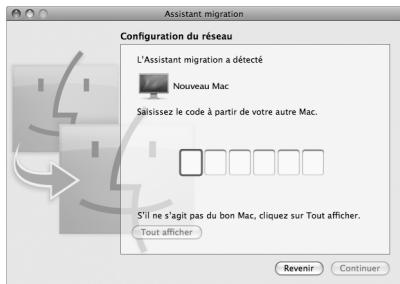 Assistant migration
Configuration du réseau
L'Assistant migration a détecté
Nouveau Mac
Saisissez le code à partir de votre autre Mac.
S'il ne s'agit pas du bon Mac, cliquez sur Tout afficher.
Tout afficher
Revenir
Continuer